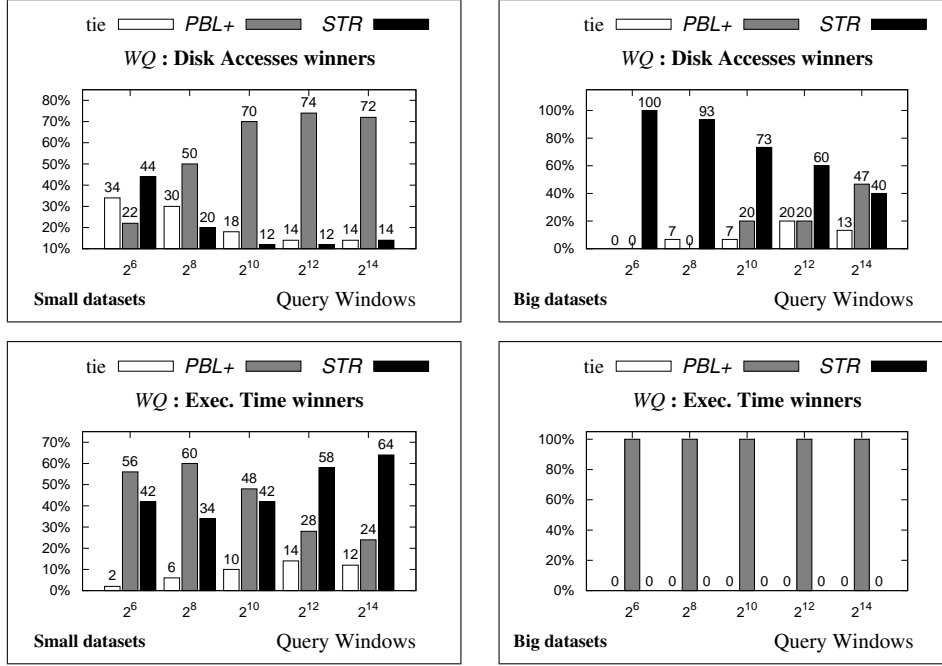 tie PBL+ STR
WQ : Disk Accesses winners
80%
70%
60%
50%
40%
30%
20%
10%
34 22 44 30 50 20 18 70 12 14 74 12 14 72 14
2^6 2^8 2^10 2^12 2^14
Small datasets Query Windows
tie PBL+ STR
WQ : Disk Accesses winners
100%
80%
60%
40%
20%
0%
0 0 100 7 0 93 7 20 73 20 20 60 13 47 40
2^6 2^8 2^10 2^12 2^14
Big datasets Query Windows
tie PBL+ STR
WQ : Exec. Time winners
70%
60%
50%
40%
30%
20%
10%
0%
2 56 42 6 60 34 10 48 42 14 28 58 12 24 64
2^6 2^8 2^10 2^12 2^14
Small datasets Query Windows
tie PBL+ STR
WQ : Exec. Time winners
100%
80%
60%
40%
20%
0%
0 0 0 0 0 0 0 0 0 0
2^6 2^8 2^10 2^12 2^14
Big datasets Query Windows